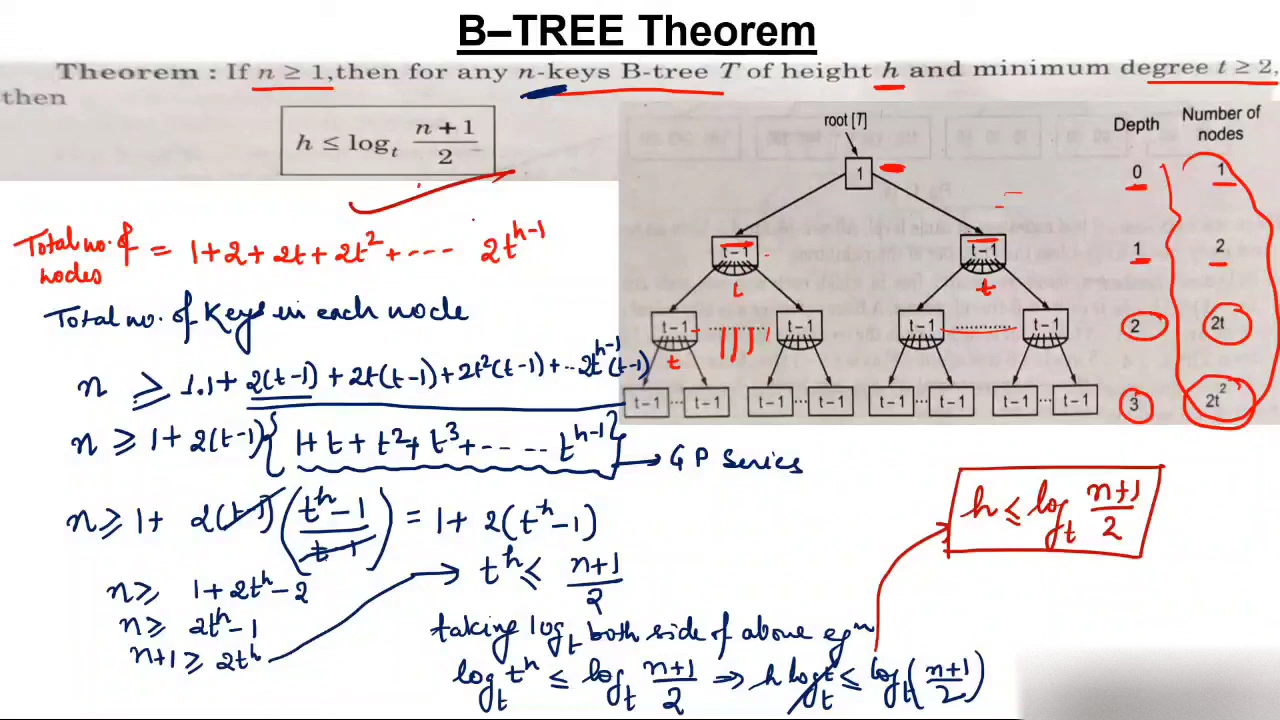 B–TREE Theorem
Theorem : If n ≥ 1,then for any n-keys B-tree T of height h and minimum degree t ≥ 2,
then
h ≤ log_t (n+1)/2
root [T]
Depth
Number of
nodes
1
0
1
t–1
t–1
1
2
t
t
t–1 ............ t–1
t–1 ............ t–1
2
2t
t
t–1 ... t–1
t–1 ... t–1
t–1 ... t–1
t–1 ... t–1
3
2t²
Total no. of
nodes
= 1+2+2t+2t²+---- 2t^(h-1)
Total no. of Keys in each node
n ≥ 1.1+ 2(t-1) +2t(t-1)+2t²(t-1)+--2t^(h-1)(t-1)
n ≥ 1+2(t-1){ 1+t+t²+t³+---- -- t^(h-1) } → G P Series
n ≥ 1+ 2(t-1) ((t^h-1)/(t-1)) = 1+ 2(t^h-1)
n ≥ 1+2t^h-2
n ≥ 2t^h-1
n+1 ≥ 2t^h
→ t^h ≤ (n+1)/2
taking log_t both side of above eqⁿ
log_t t^h ≤ log_t (n+1)/2 ⇒ h log_t t ≤ log_t((n+1)/2)
h ≤ log_t (n+1)/2